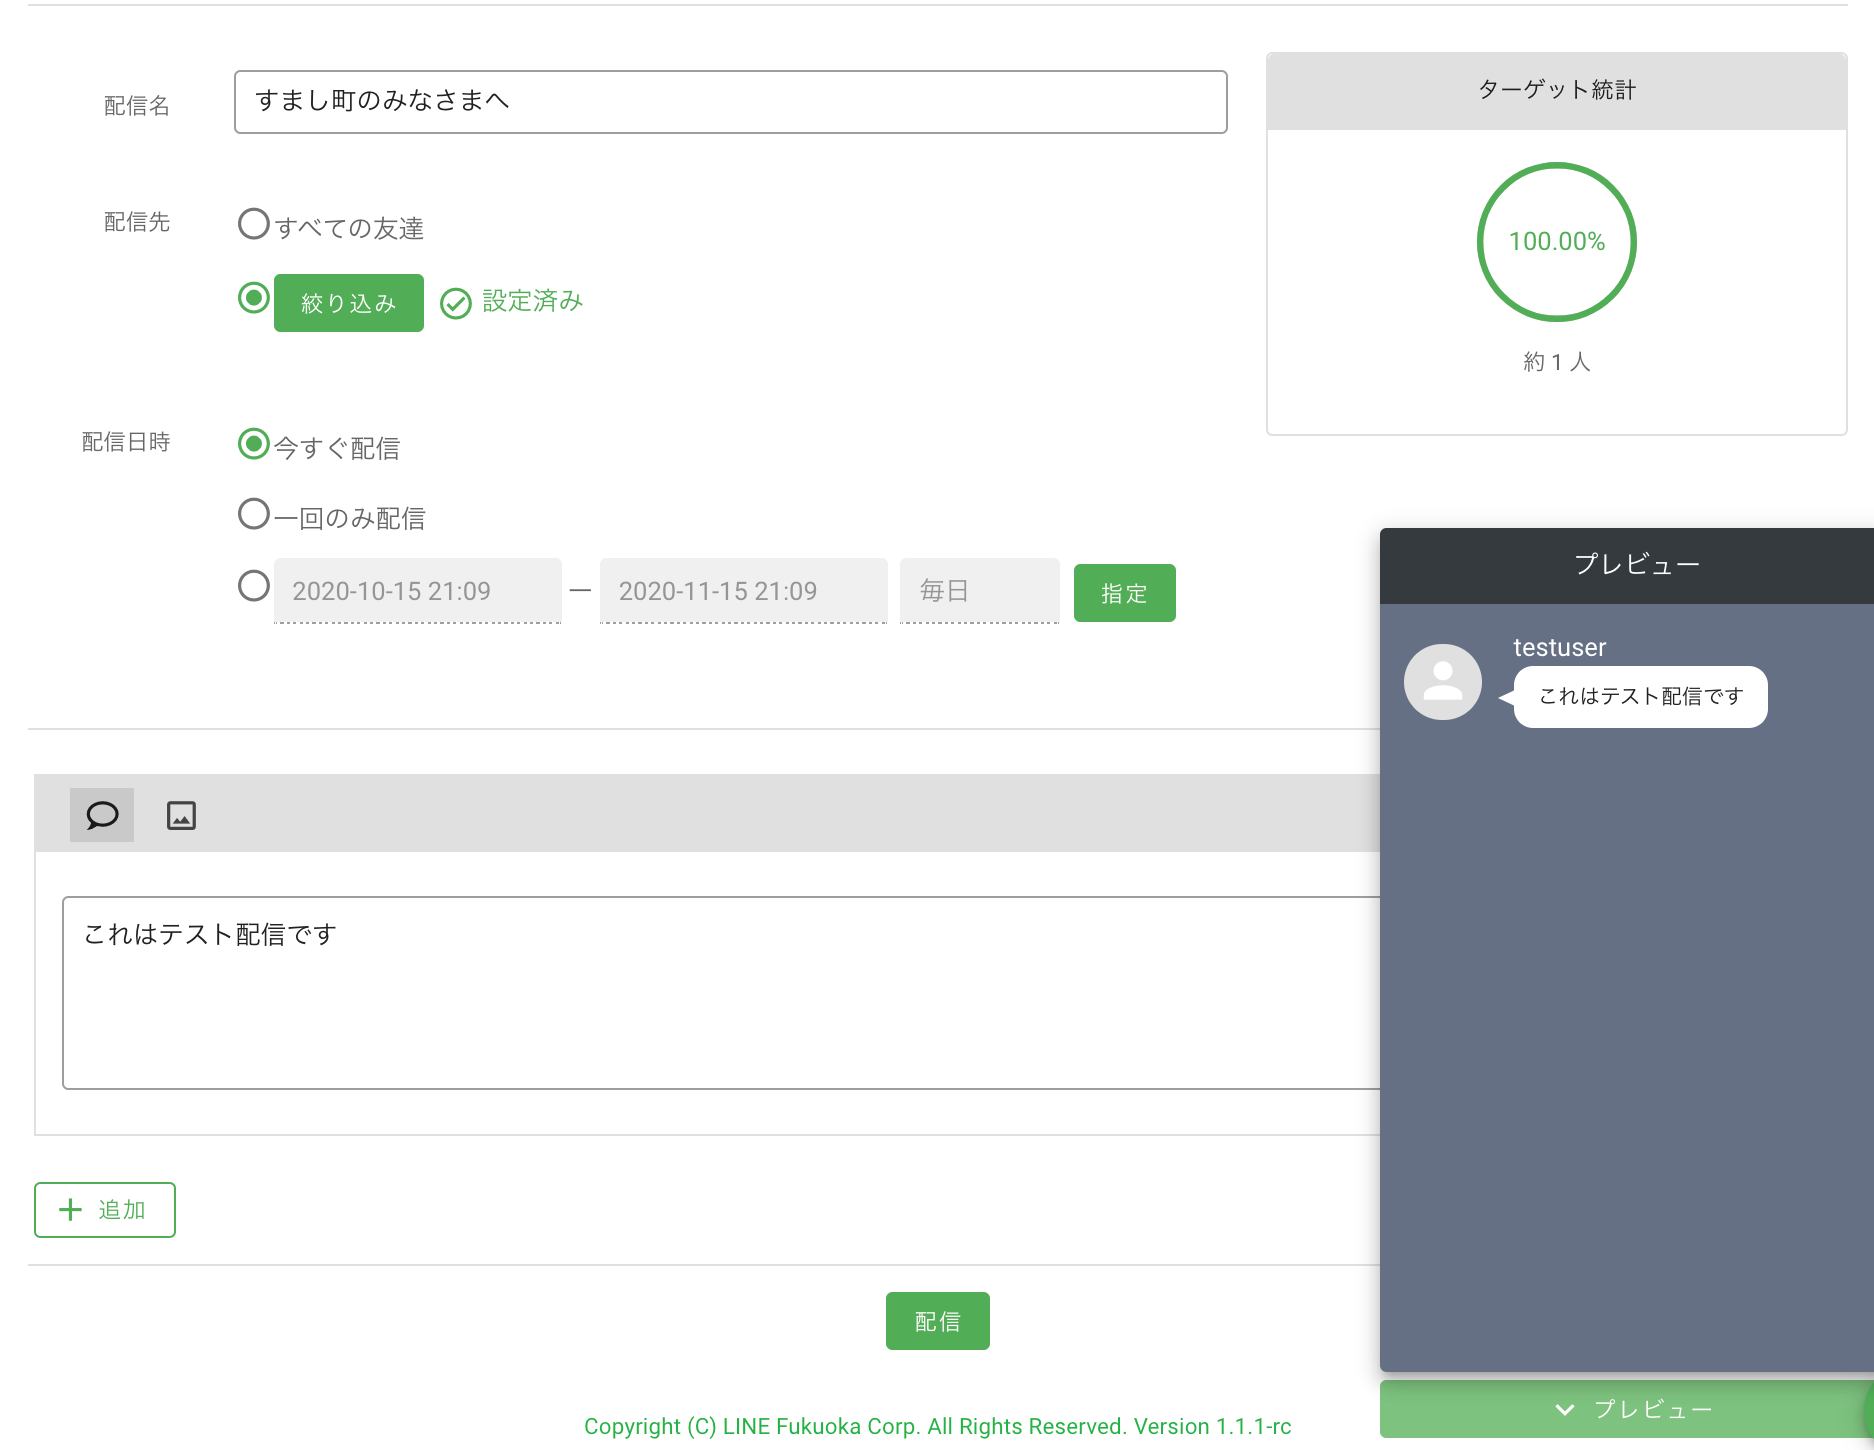 配信名
すまし町のみなさまへ
ターゲット統計
100.00%
約 1 人
配信先
すべての友達
絞り込み
設定済み
配信日時
今すぐ配信
一回のみ配信
2020-10-15 21:09 — 2020-11-15 21:09 毎日 指定
プレビュー
testuser
これはテスト配信です
これはテスト配信です
追加
配信
プレビュー
Copyright (C) LINE Fukuoka Corp. All Rights Reserved. Version 1.1.1-rc